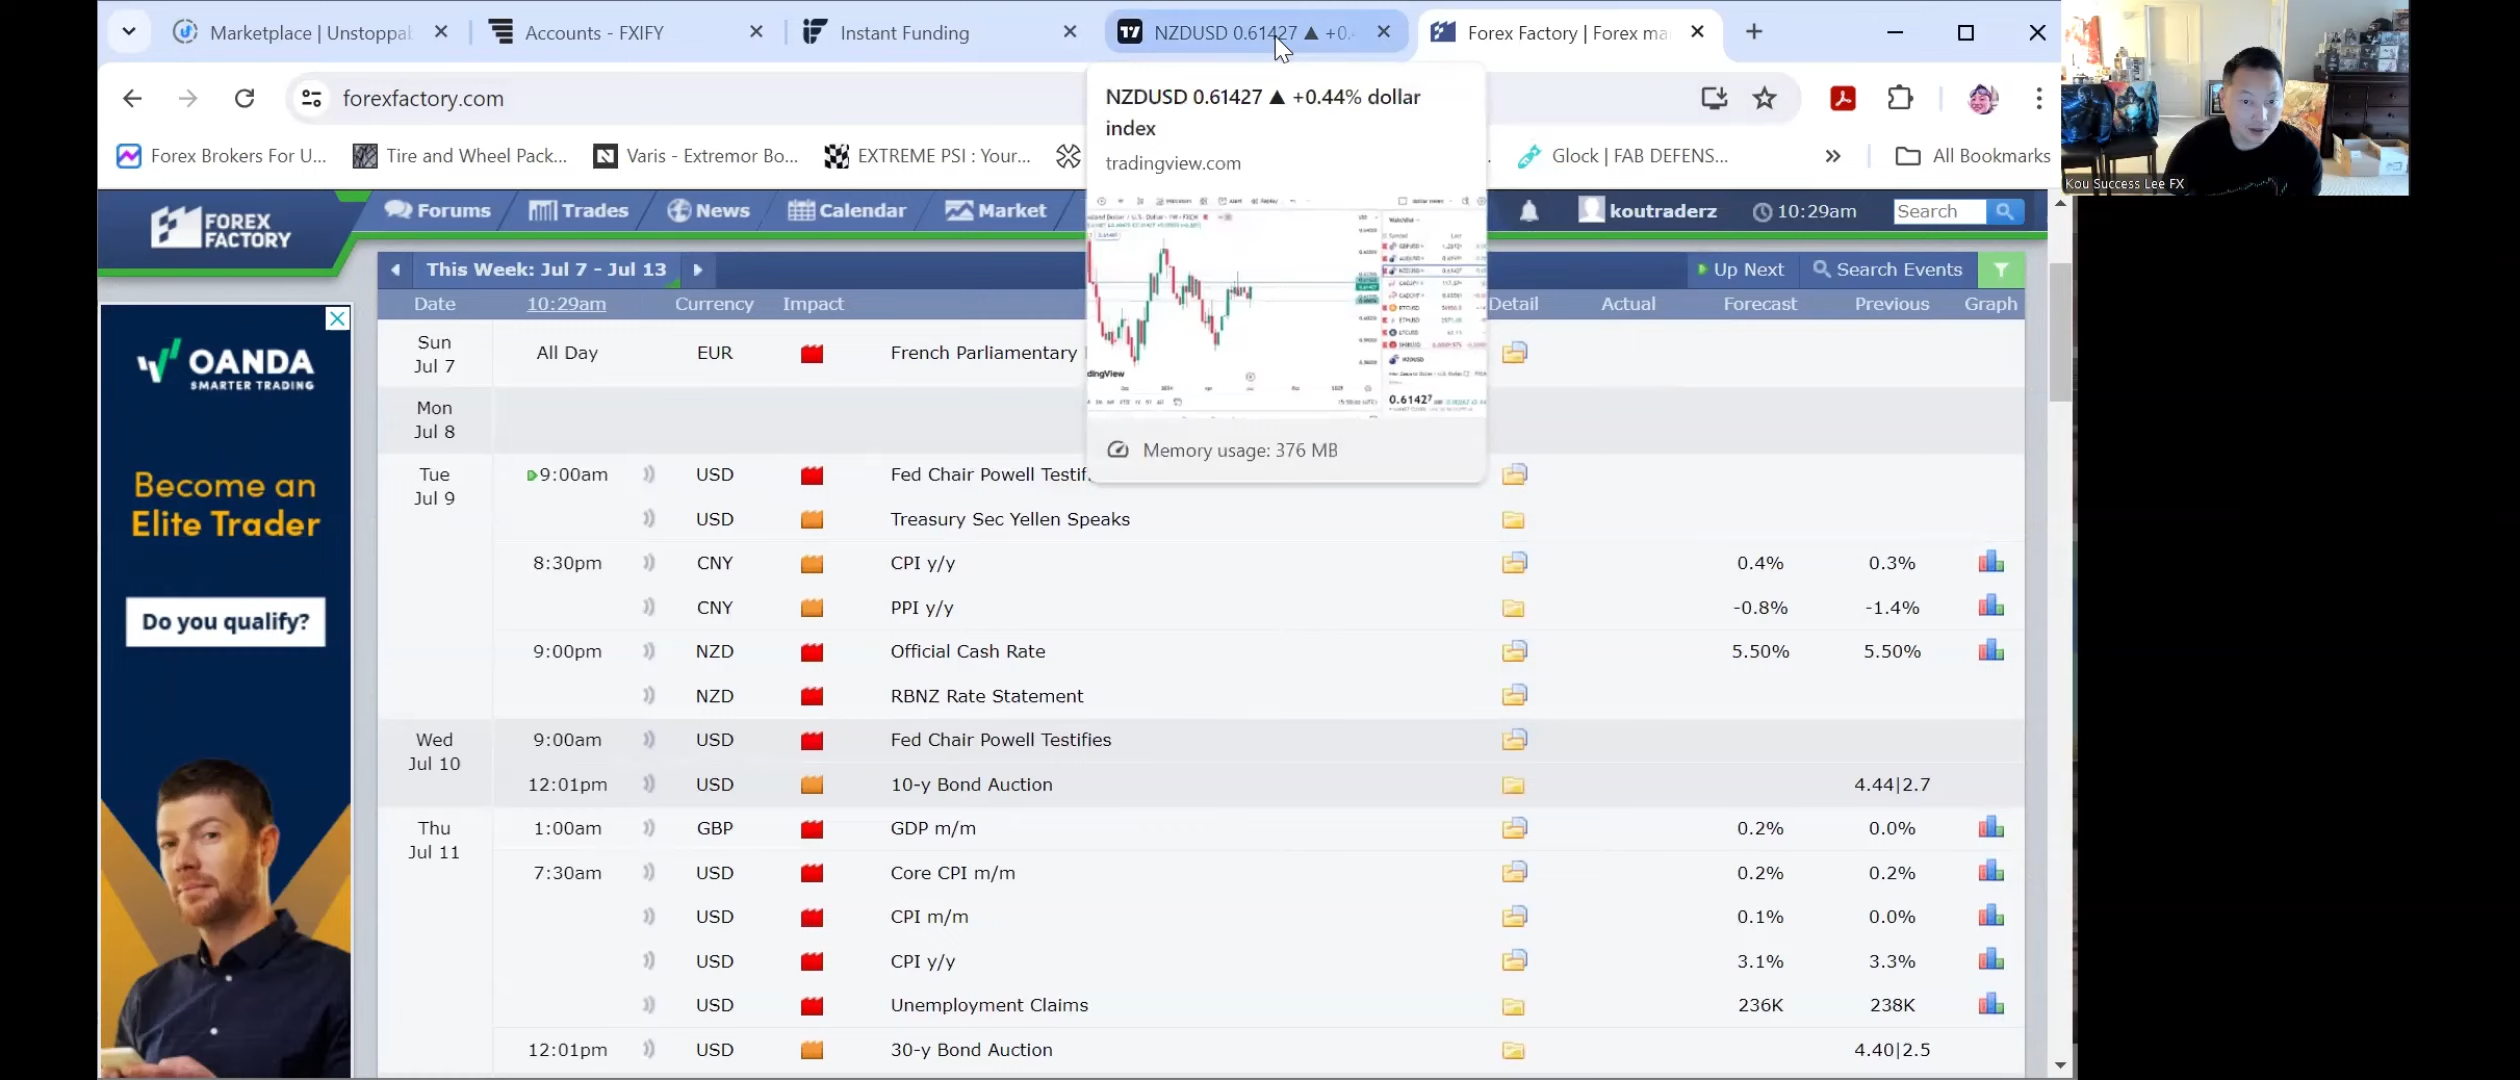 Marketplace | Unstoppa
Accounts - FXIFY
Instant Funding
NZDUSD 0.61427 ▲ +0.
Forex Factory | Forex ma
forexfactory.com
NZDUSD 0.61427 ▲ +0.44% dollar
index
tradingview.com
Forex Brokers For U...
Tire and Wheel Pack...
Varis - Extremor Bo...
EXTREME PSI : Your...
Glock | FAB DEFENS...
»
All Bookmarks
Kou Success Lee FX
FOREX
FACTORY
Forums
Trades
News
Calendar
Market
koutraderz
10:29am
Search
This Week: Jul 7 - Jul 13
Up Next
Search Events
Date
10:29am
Currency
Impact
Detail
Actual
Forecast
Previous
Graph
Sun
Jul 7
All Day
EUR
French Parliamentary
Mon
Jul 8
0.61427
Memory usage: 376 MB
Tue
Jul 9
9:00am
USD
Fed Chair Powell Testif
USD
Treasury Sec Yellen Speaks
8:30pm
CNY
CPI y/y
0.4%
0.3%
CNY
PPI y/y
-0.8%
-1.4%
9:00pm
NZD
Official Cash Rate
5.50%
5.50%
NZD
RBNZ Rate Statement
Wed
Jul 10
9:00am
USD
Fed Chair Powell Testifies
12:01pm
USD
10-y Bond Auction
4.44|2.7
Thu
Jul 11
1:00am
GBP
GDP m/m
0.2%
0.0%
7:30am
USD
Core CPI m/m
0.2%
0.2%
USD
CPI m/m
0.1%
0.0%
USD
CPI y/y
3.1%
3.3%
USD
Unemployment Claims
236K
238K
12:01pm
USD
30-y Bond Auction
4.40|2.5
OANDA
SMARTER TRADING
Become an
Elite Trader
Do you qualify?